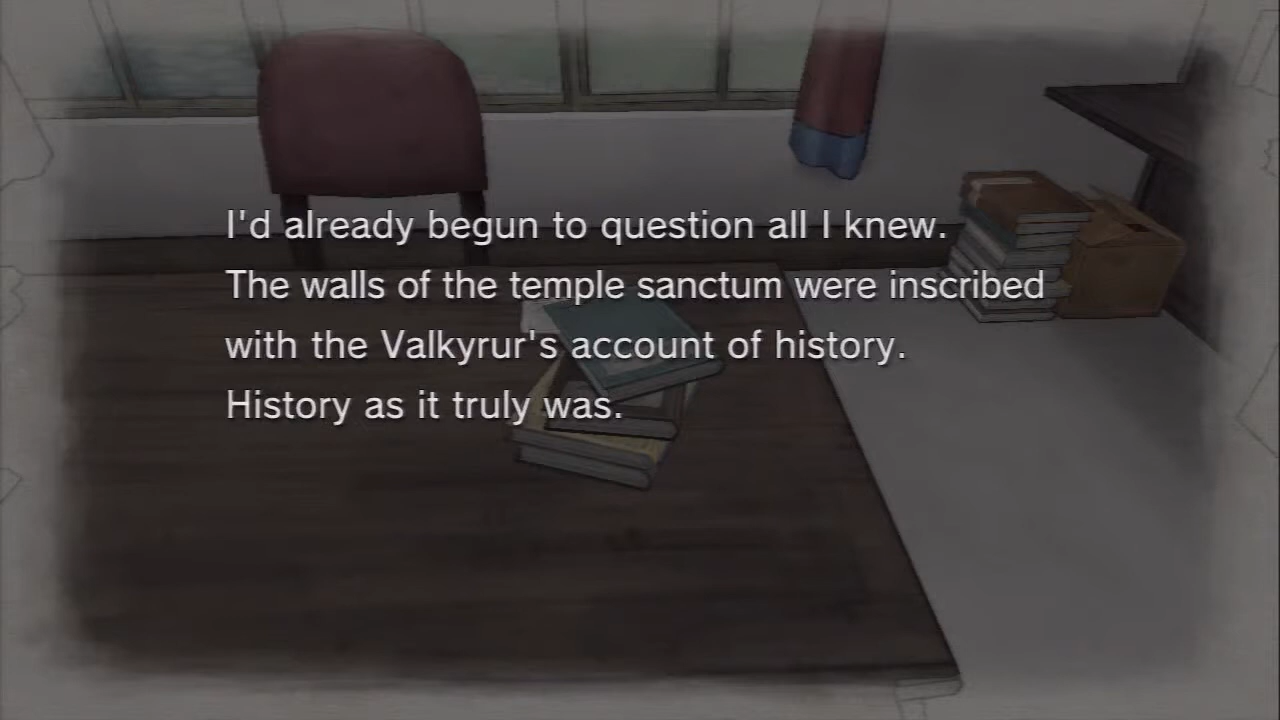 I'd already begun to question all I knew.
The walls of the temple sanctum were inscribed
with the Valkyrur's account of history.
History as it truly was.